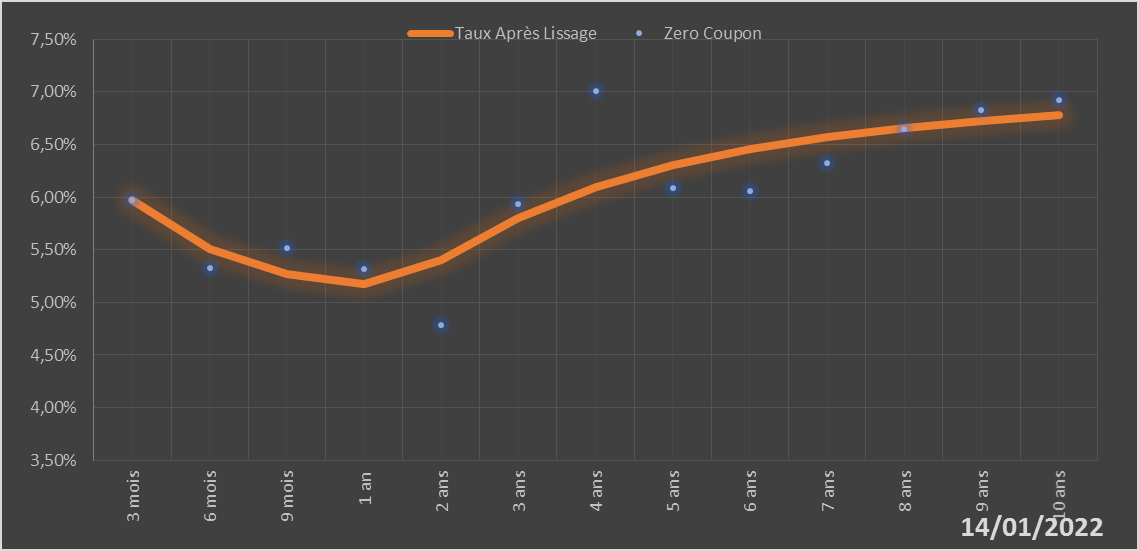 Taux Après Lissage Zero Coupon
7,50%
7,00%
6,50%
6,00%
5,50%
5,00%
4,50%
4,00%
3,50%
3 mois
6 mois
9 mois
1 an
2 ans
3 ans
4 ans
5 ans
6 ans
7 ans
8 ans
9 ans
10 ans
14/01/2022